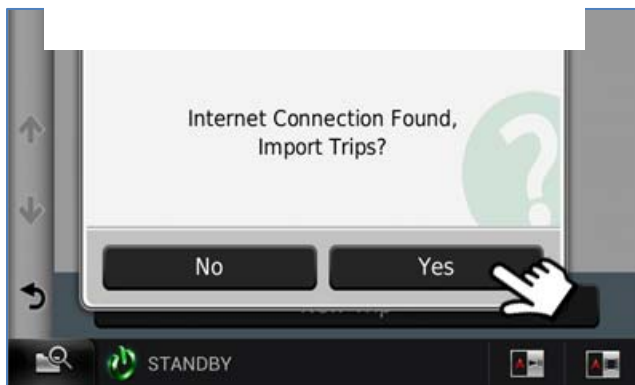 Internet Connection Found,
Import Trips?
No
Yes
STANDBY